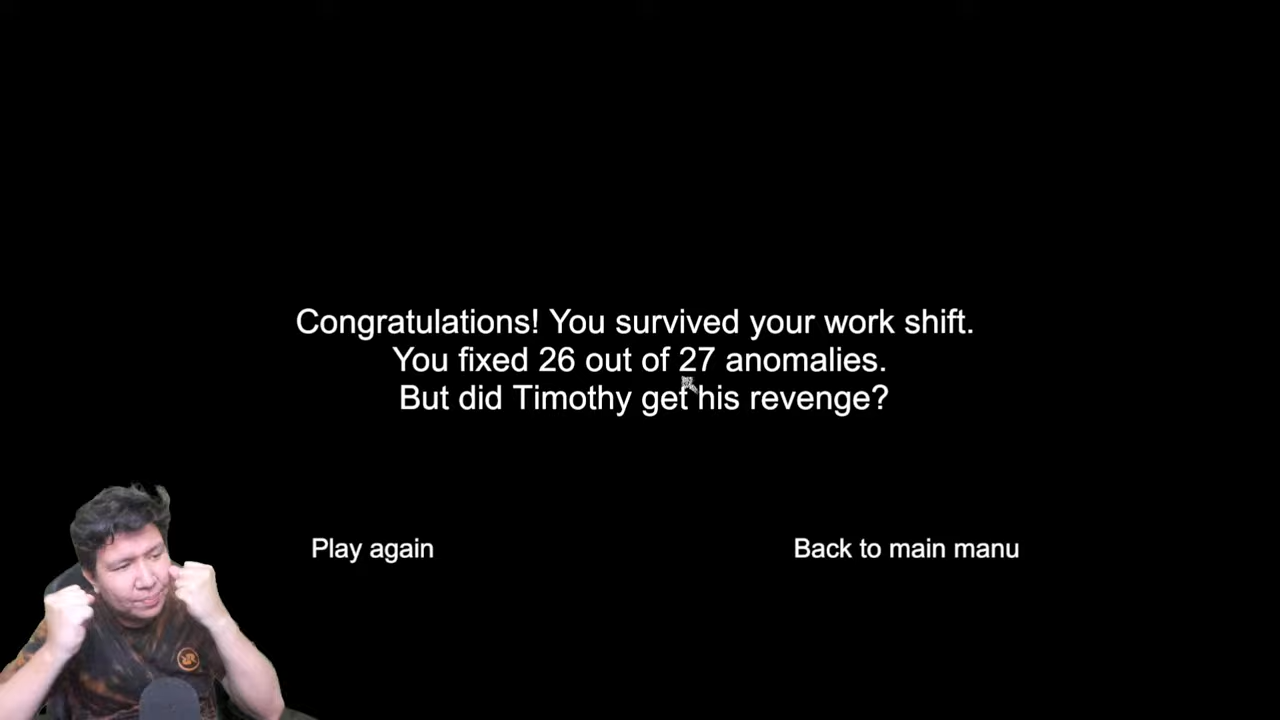 Congratulations! You survived your work shift.
You fixed 26 out of 27 anomalies.
But did Timothy get his revenge?
Play again
Back to main manu